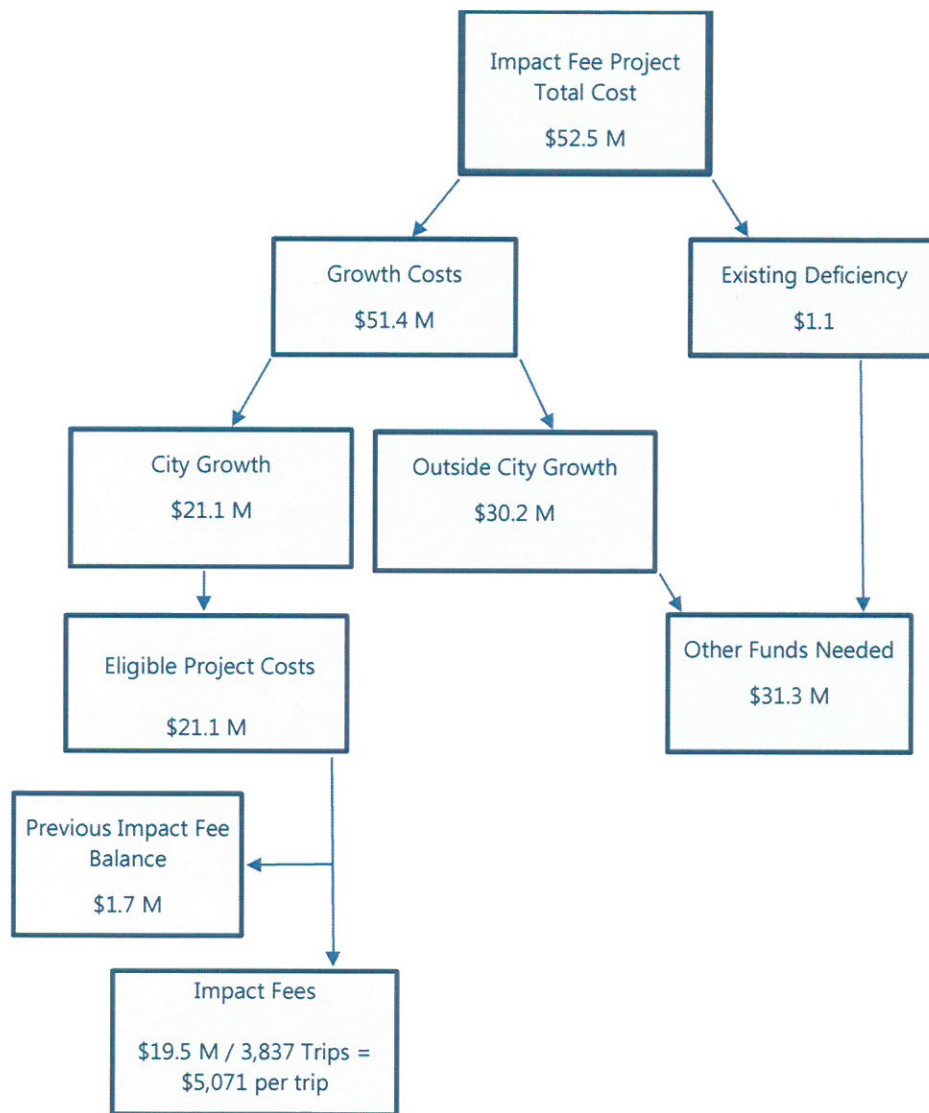 Impact Fee Project
Total Cost
$52.5 M
Growth Costs
$51.4 M
Existing Deficiency
$1.1
City Growth
$21.1 M
Outside City Growth
$30.2 M
Eligible Project Costs
$21.1 M
Other Funds Needed
$31.3 M
Previous Impact Fee
Balance
$1.7 M
Impact Fees
$19.5 M / 3,837 Trips =
$5,071 per trip